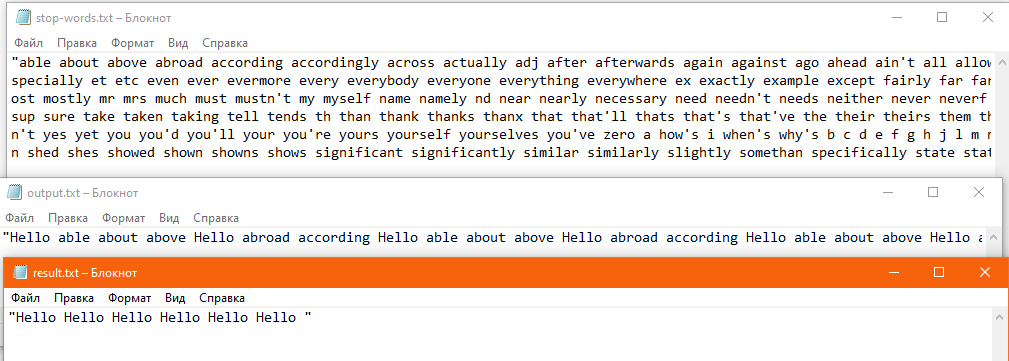 stop-words.txt – Блокнот
Файл Правка Формат Вид Справка
"able about above abroad according accordingly across actually adj after afterwards again against ago ahead ain't all allow
specially et etc even ever evermore every everybody everyone everything everywhere ex exactly example except fairly far far
ost mostly mr mrs much must mustn't my myself name namely nd near nearly necessary need needn't needs neither never neverf
sup sure take taken taking tell tends th than thank thanks thanx that that'll thats that's that've the their theirs them th
n't yes yet you you'd you'll your you're yours yourself yourselves you've zero a how's i when's why's b c d e f g h j l m n
n shed shes showed shown showns shows significant significantly similar similarly slightly somethan specifically state stat
output.txt – Блокнот
Файл Правка Формат Вид Справка
"Hello able about above Hello abroad according Hello able about above Hello abroad according Hello able about above Hello a
result.txt – Блокнот
Файл Правка Формат Вид Справка
"Hello Hello Hello Hello Hello Hello "